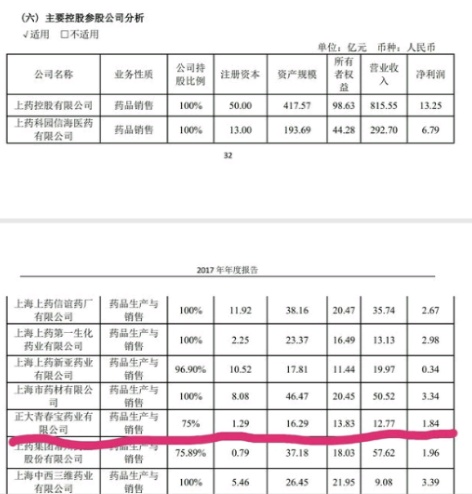 (六) 主要控股参股公司分析
√适用 □不适用
单位：亿元 币种：人民币
公司名称 业务性质 公司持股比例 注册资本 资产规模 所有者权益 营业收入 净利润
上药控股有限公司 药品销售 100% 50.00 417.57 98.63 815.55 13.25
上药科园信海医药有限公司 药品销售 100% 13.00 193.69 44.28 292.70 6.79
32
2017 年年度报告
上海上药信谊药厂有限公司 药品生产与销售 100% 11.92 38.16 20.47 35.74 2.67
上海上药第一生化药业有限公司 药品生产与销售 100% 2.25 23.37 16.49 13.13 2.98
上海上药新亚药业有限公司 药品生产与销售 96.90% 10.52 17.81 11.44 19.97 0.34
上海市药材有限公司 药品生产与销售 100% 8.08 46.47 20.45 50.52 3.34
正大青春宝药业有限公司 药品生产与销售 75% 1.29 16.29 13.83 12.77 1.84
上药集团 股份有限公司 药品生产与销售 75.89% 0.79 37.18 18.03 57.62 1.96
上海中西三维药业有限公司 药品生产与销售 100% 5.46 26.45 21.95 9.08 3.39